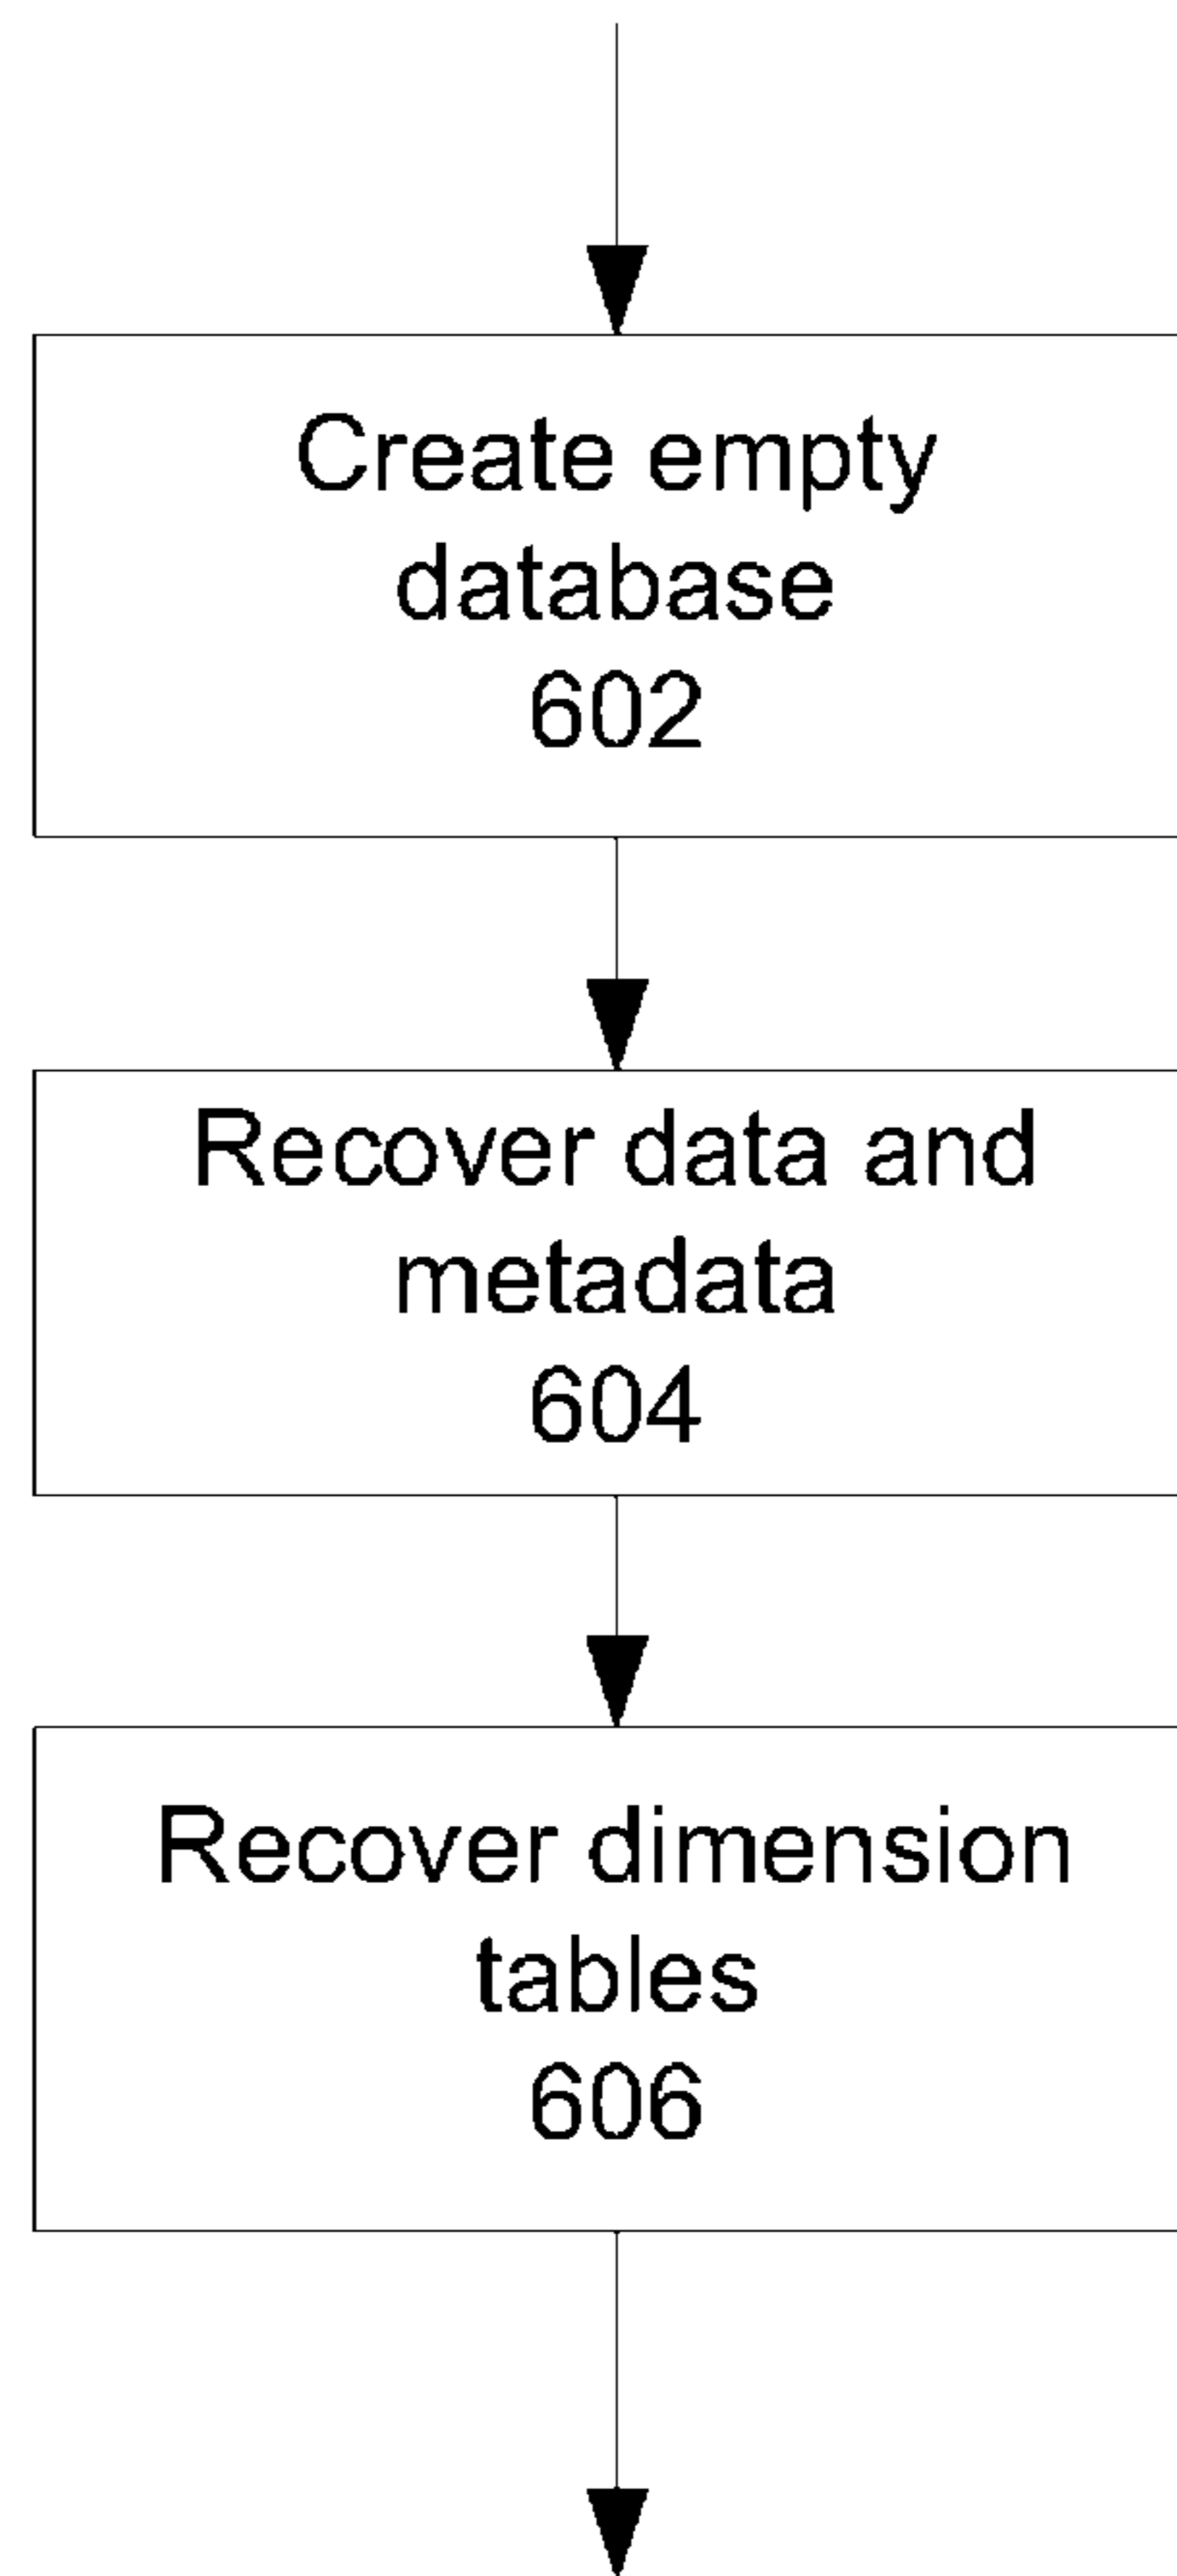 Create empty
database
602
Recover data and
metadata
604
Recover dimension
tables
606